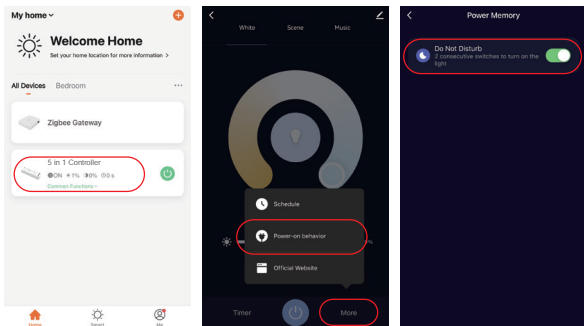 My home
Welcome Home
Set your home location for more information >
All Devices
Bedroom
...
Zigbee Gateway
5 in 1 Controller
ON 1% 0% 0 s
Common Functions
Home
Smart
Me
White
Scene
Music
Schedule
Power-on behavior
Official Website
Timer
More
Power Memory
Do Not Disturb
2 consecutive switches to turn on the
light